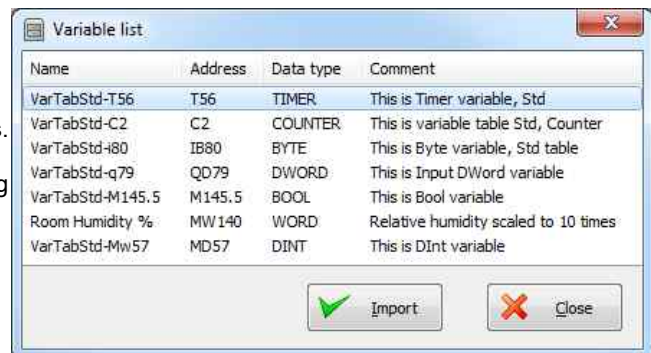 Variable list
Name Address Data type Comment
VarTabStd-T56 T56 TIMER This is Timer variable, Std
VarTabStd-C2 C2 COUNTER This is variable table Std, Counter
VarTabStd-i80 IB80 BYTE This is Byte variable, Std table
VarTabStd-q79 QD79 DWORD This is Input DWord variable
VarTabStd-M145.5 M145.5 BOOL This is Bool variable
Room Humidity % MW140 WORD Relative humidity scaled to 10 times
VarTabStd-Mw57 MD57 DINT This is DInt variable
Import Close